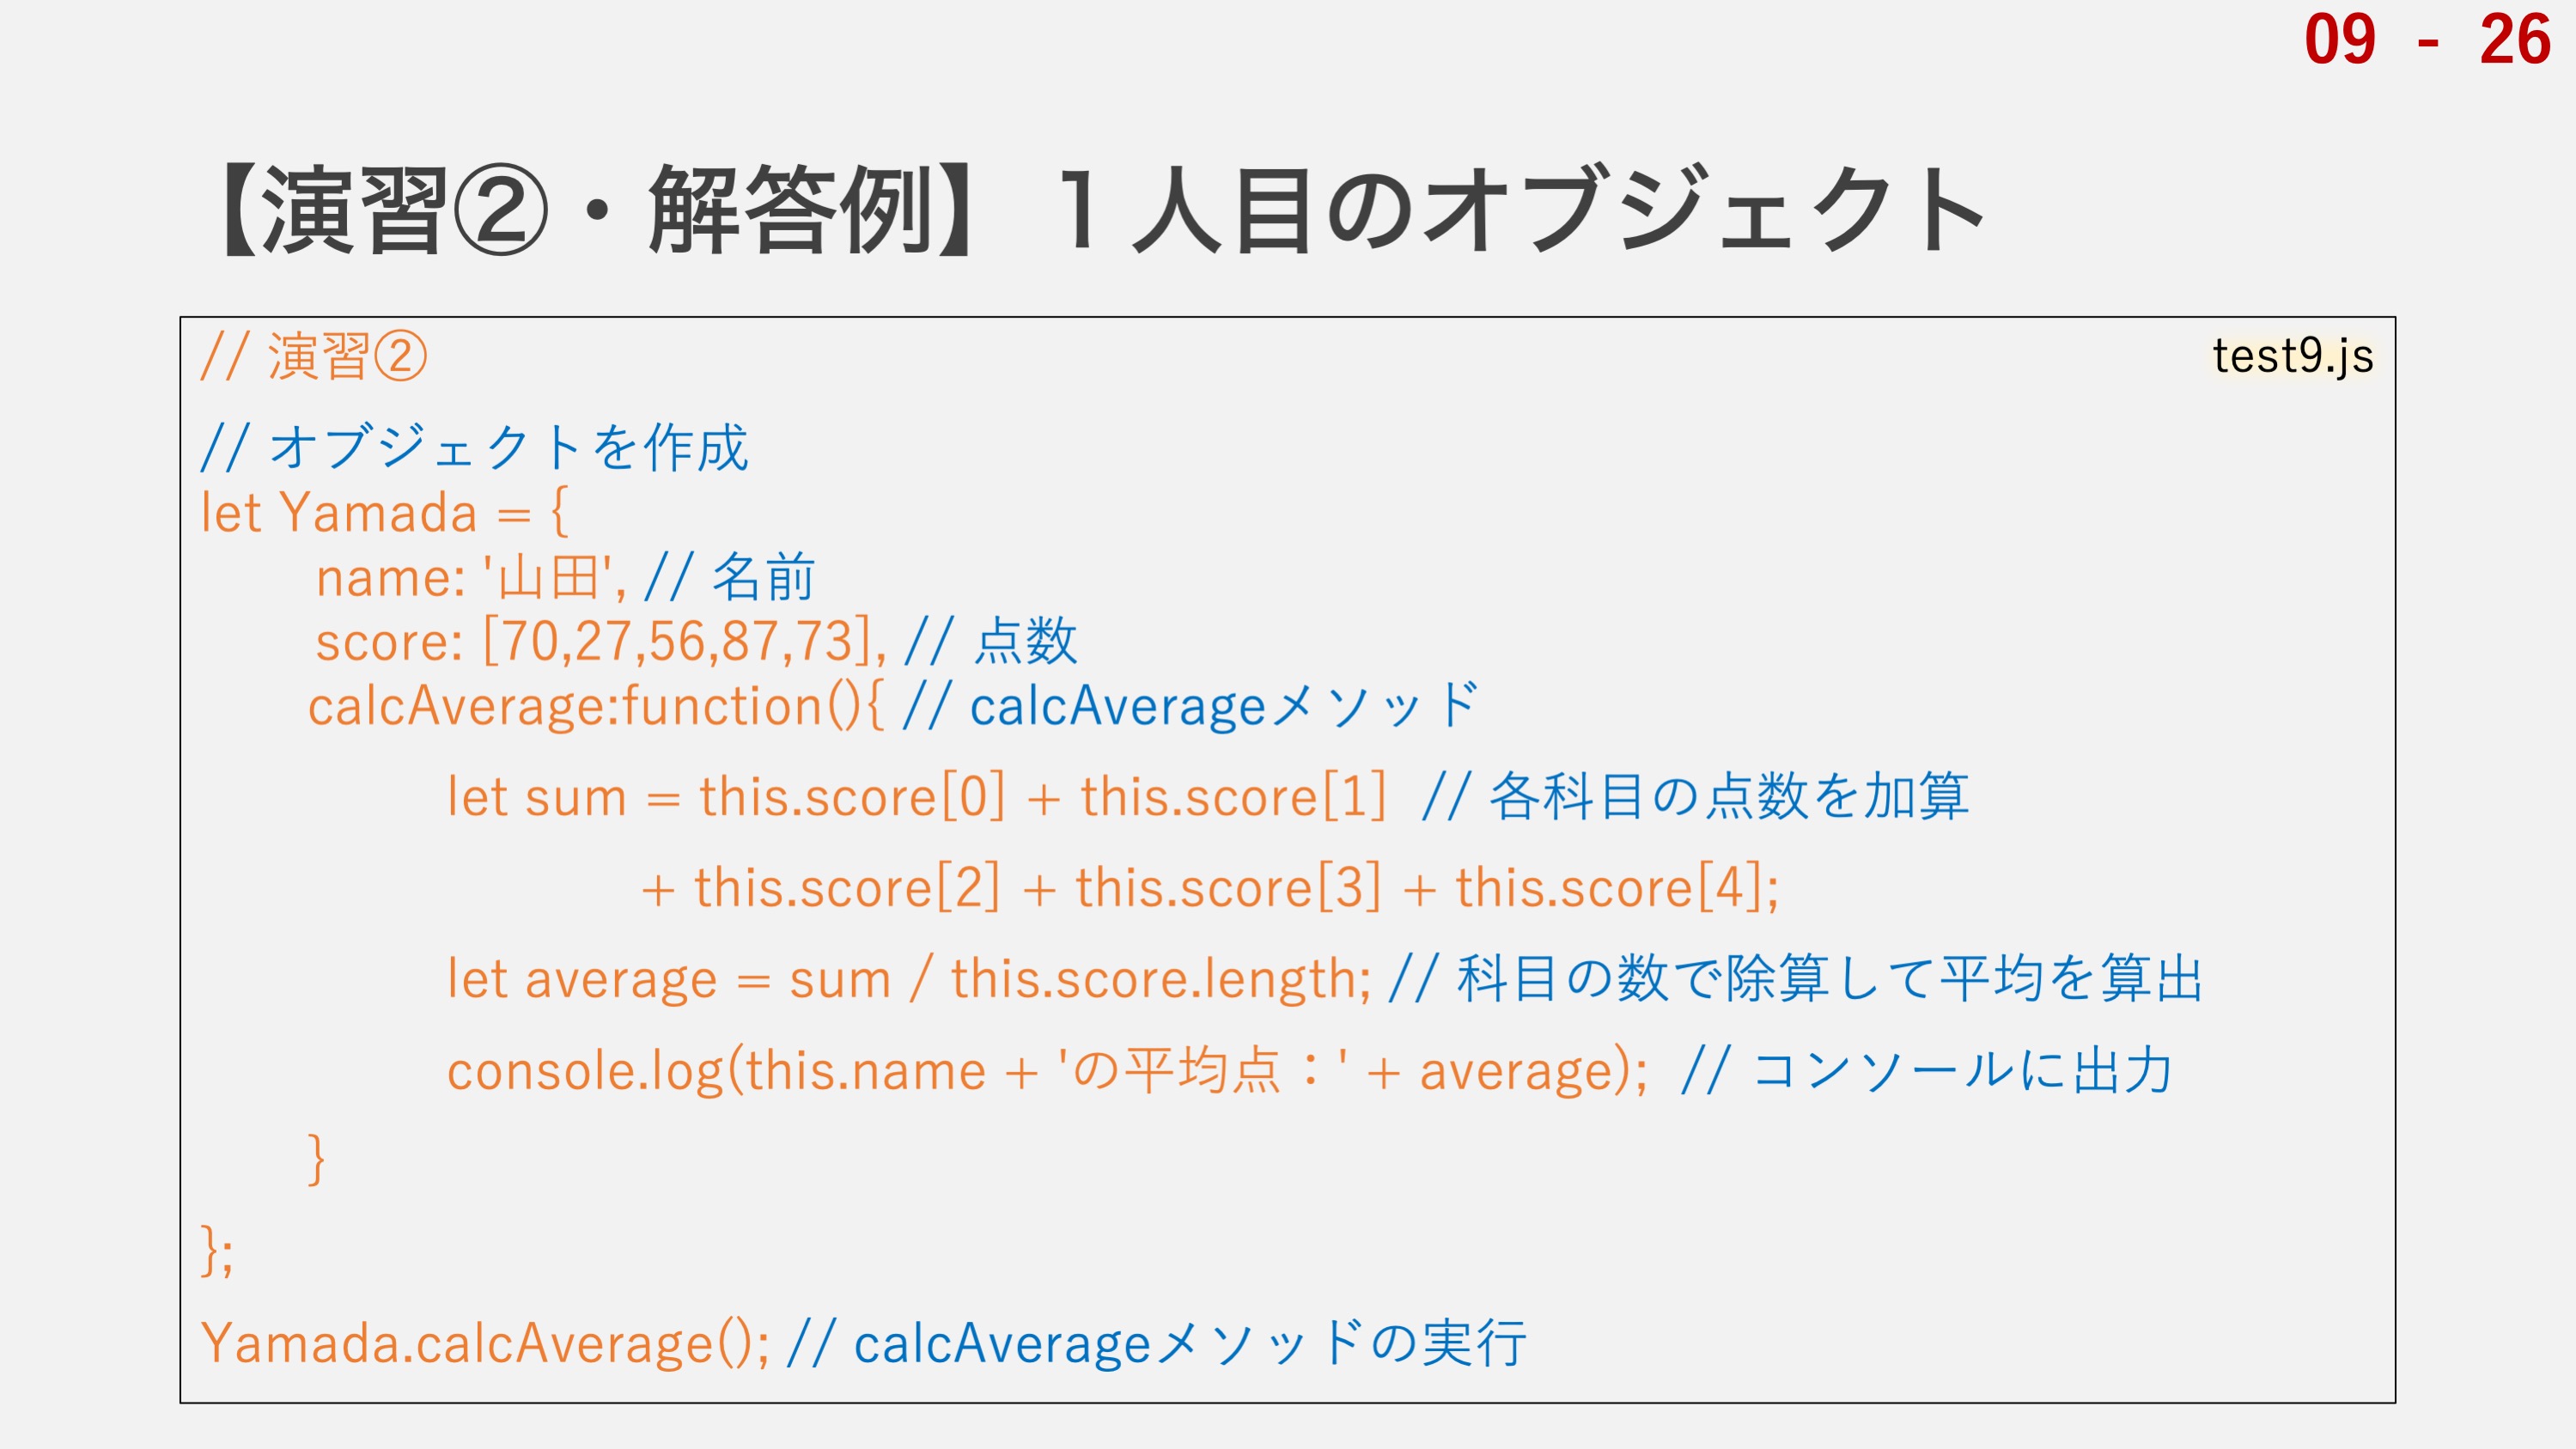 09 - 26
【演習②・解答例】１人目のオブジェクト
// 演習②
test9.js
// オブジェクトを作成
let Yamada = {
name: '山田', // 名前
score: [70,27,56,87,73], // 点数
calcAverage:function(){ // calcAverageメソッド
let sum = this.score[0] + this.score[1] // 各科目の点数を加算
+ this.score[2] + this.score[3] + this.score[4];
let average = sum / this.score.length; // 科目の数で除算して平均を算出
console.log(this.name + 'の平均点：' + average); // コンソールに出力
}
};
Yamada.calcAverage(); // calcAverageメソッドの実行